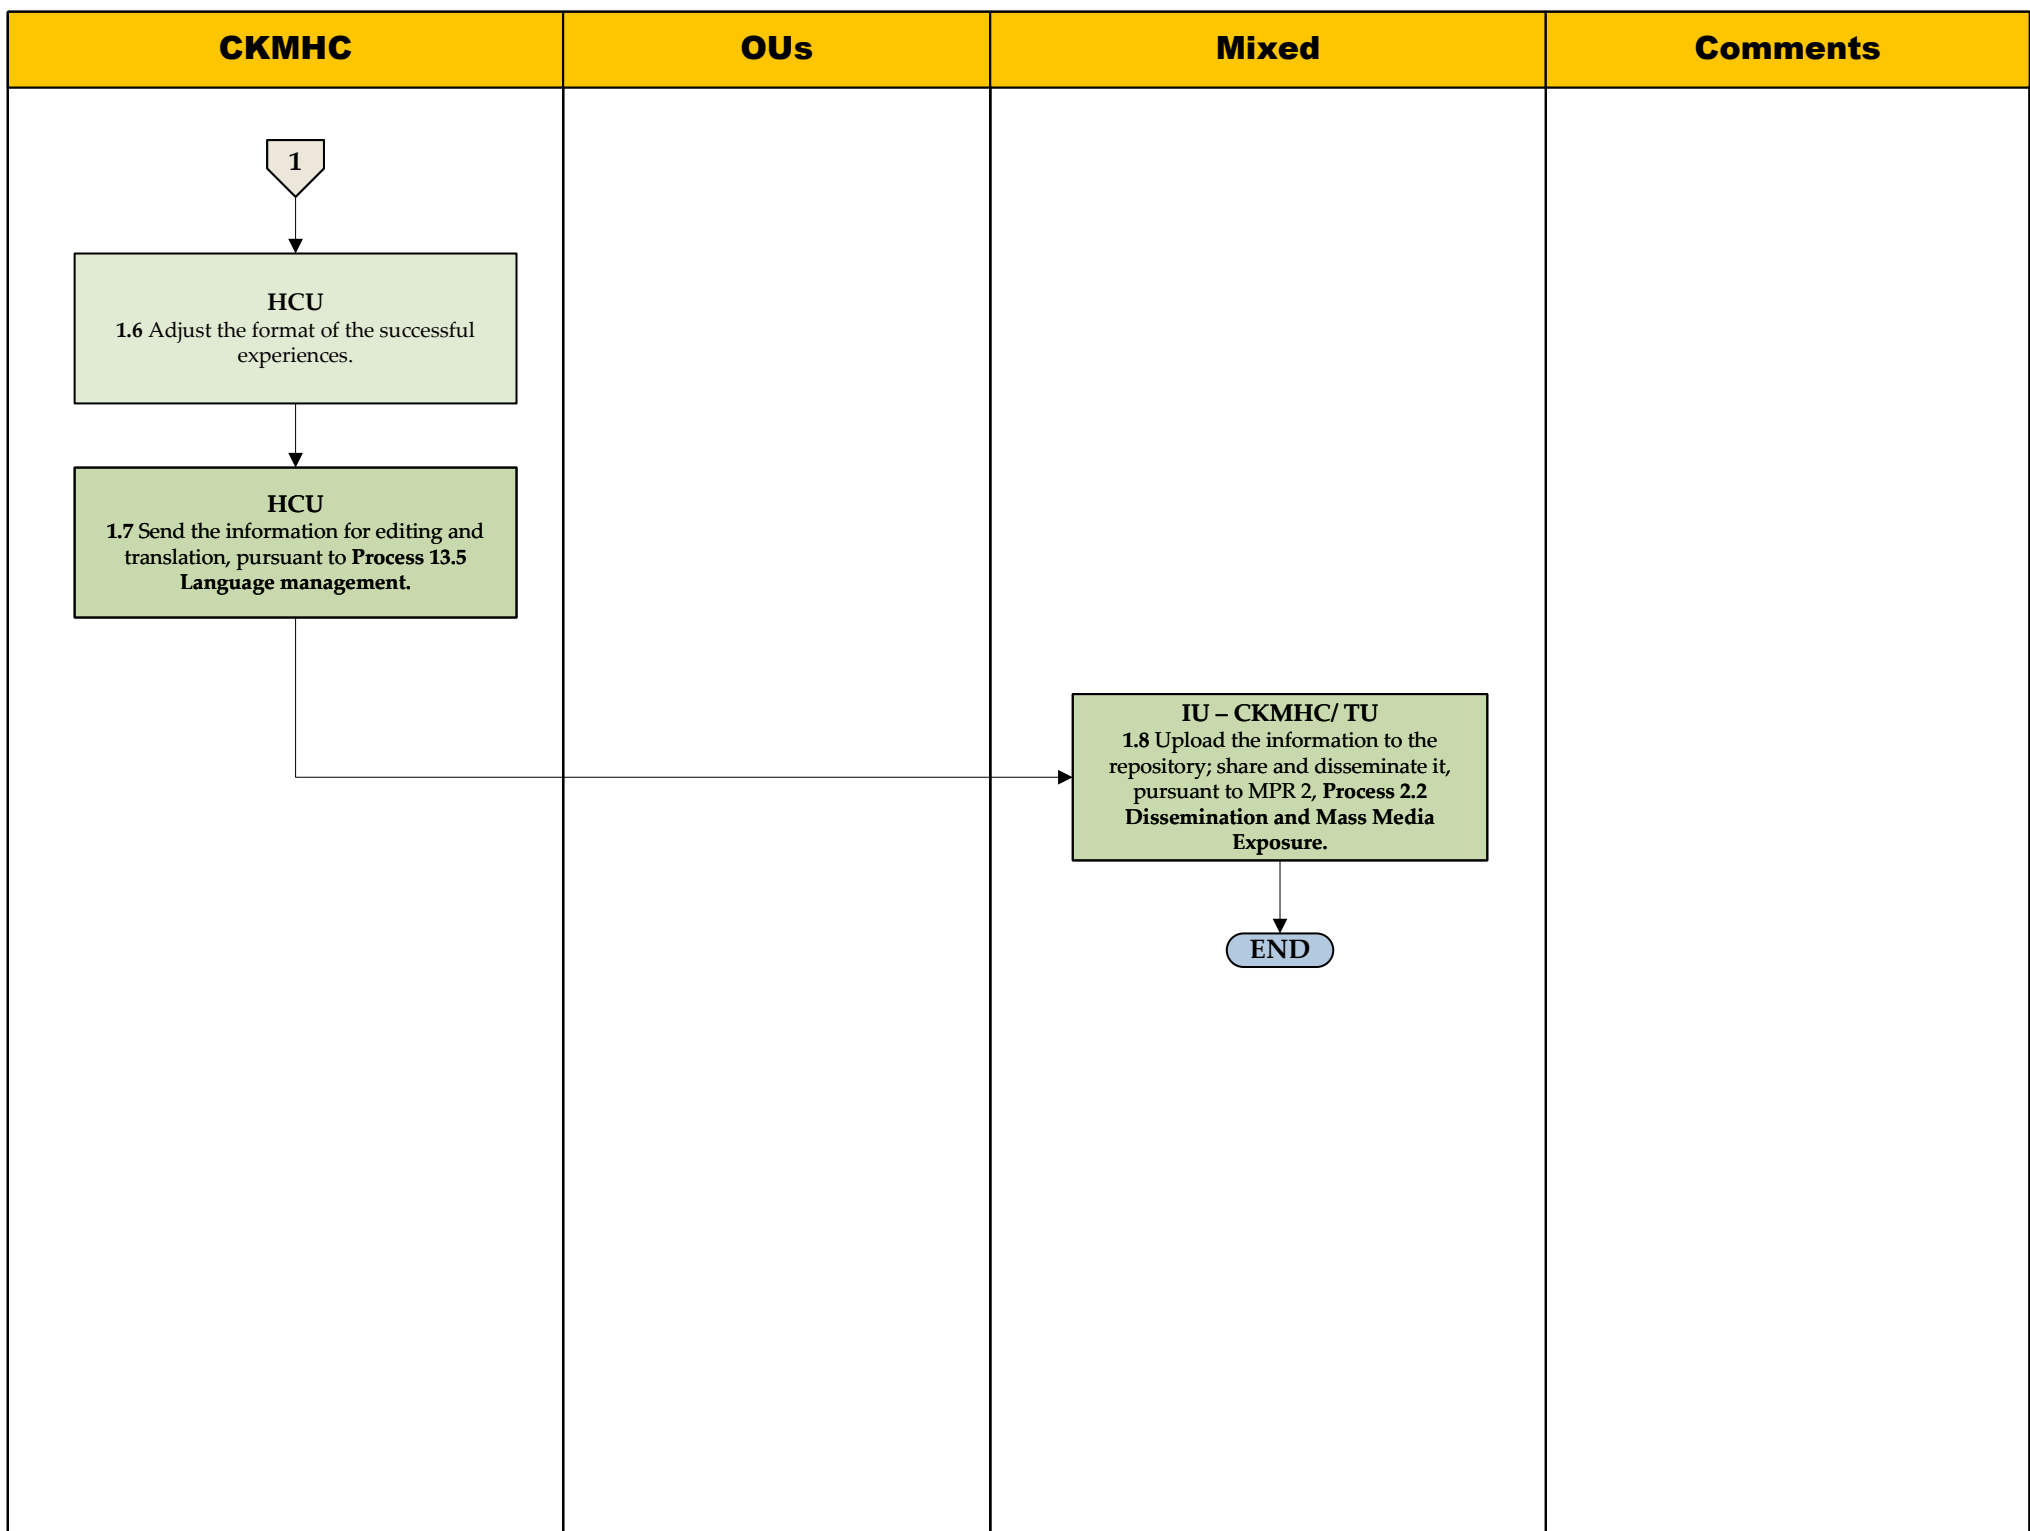 CKMHC
OUs
Mixed
Comments
1
HCU
1.6 Adjust the format of the successful
experiences.
HCU
1.7 Send the information for editing and
translation, pursuant to Process 13.5
Language management.
IU – CKMHC/ TU
1.8 Upload the information to the
repository; share and disseminate it,
pursuant to MPR 2, Process 2.2
Dissemination and Mass Media
Exposure.
END